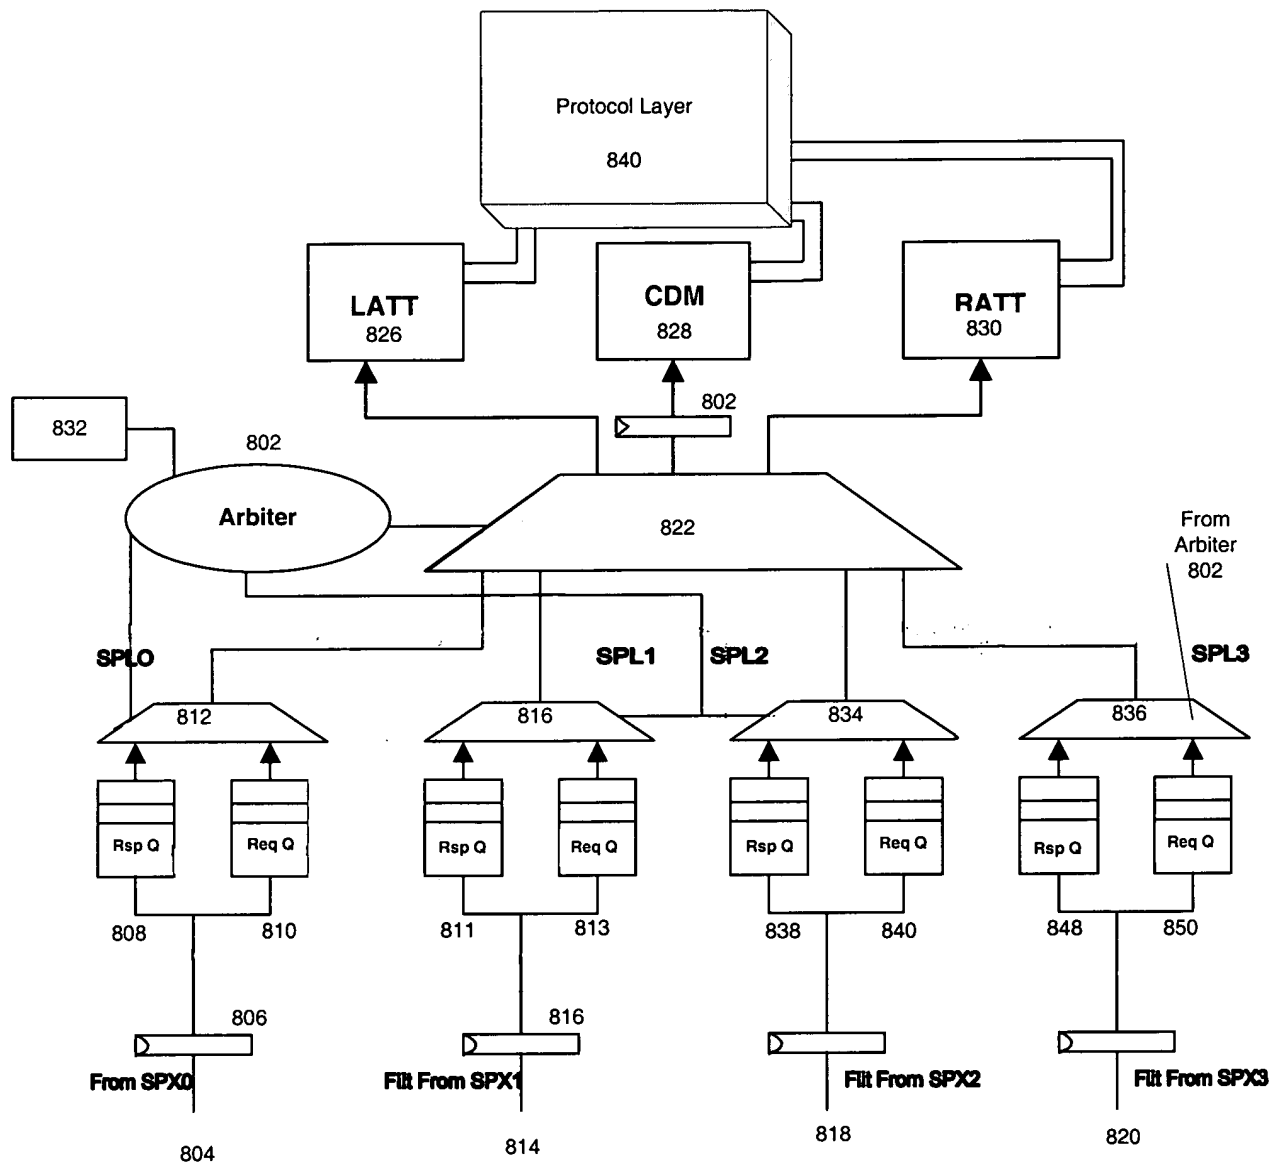 Protocol Layer
840
LATT
826
CDM
828
RATT
830
802
832
802
Arbiter
822
From
Arbiter
802
SPL0
SPL1
SPL2
SPL3
812
816
834
836
Rsp Q
Req Q
Rsp Q
Req Q
Rsp Q
Req Q
Rsp Q
Req Q
808
810
811
813
838
840
848
850
806
816
From SPX0
Flit From SPX1
Flit From SPX2
Flit From SPX3
804
814
818
820